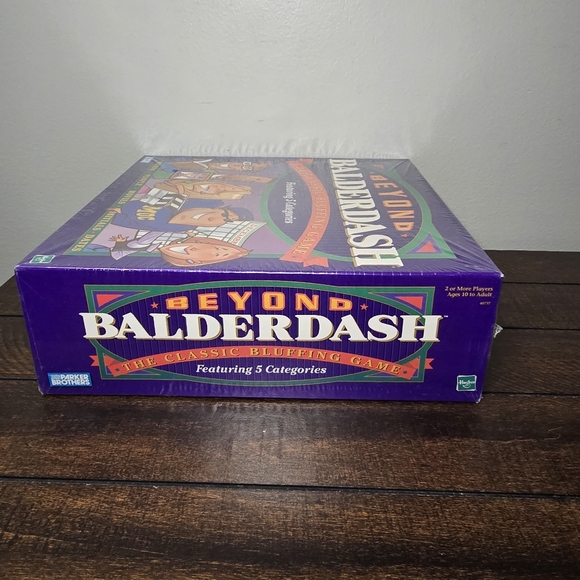 BEYOND
BALDERDASH
Featuring 5 Categories
★BEYOND★
BALDERDASH™
THE CLASSIC BLUFFING GAME
Featuring 5 Categories
2 or More Players
Ages 10 to Adult
PARKER
BROTHERS
Hasbro